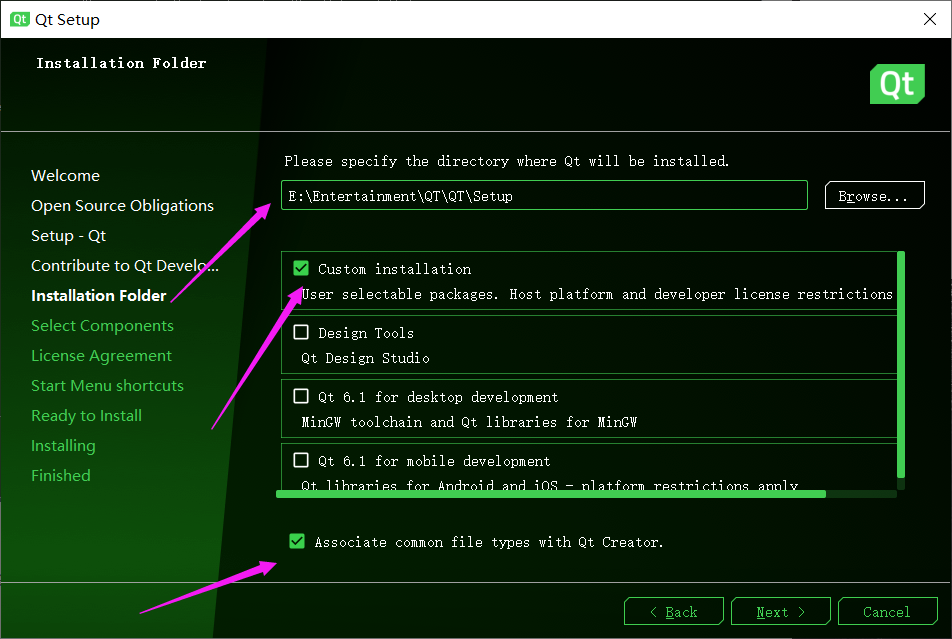 Qt Qt Setup
Installation Folder
Qt
Welcome
Open Source Obligations
Setup - Qt
Contribute to Qt Develo...
Installation Folder
Select Components
License Agreement
Start Menu shortcuts
Ready to Install
Installing
Finished
Please specify the directory where Qt will be installed.
E:\Entertainment\QT\QT\Setup
Browse...
Custom installation
User selectable packages. Host platform and developer license restrictions
Design Tools
Qt Design Studio
Qt 6.1 for desktop development
MinGW toolchain and Qt libraries for MinGW
Qt 6.1 for mobile development
Qt libraries for Android and iOS - platform restrictions apply
Associate common file types with Qt Creator.
< Back
Next >
Cancel